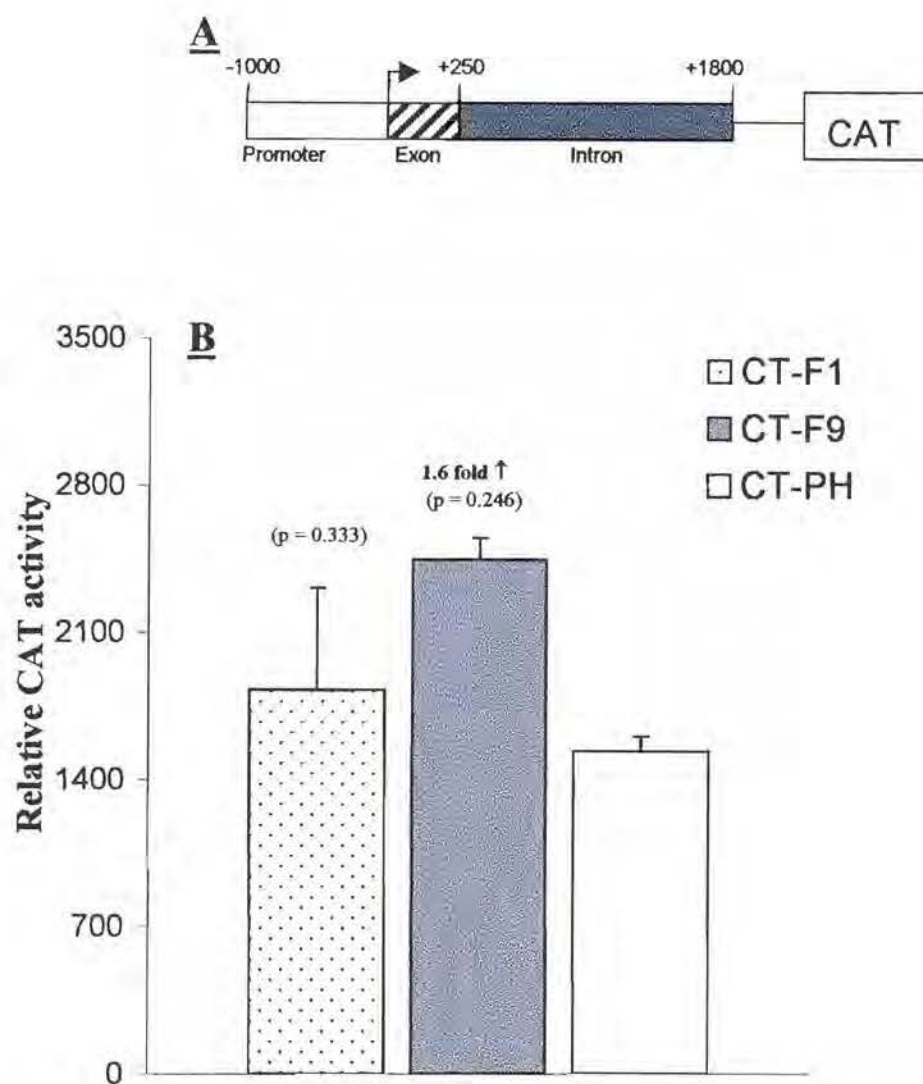 A
-1000 +250 +1800
CAT
Promoter Exon Intron
B
3500
2800
2100
1400
700
0
Relative CAT activity
CT-F1
CT-F9
CT-PH
1.6 fold ↑
(p = 0.246)
(p = 0.333)